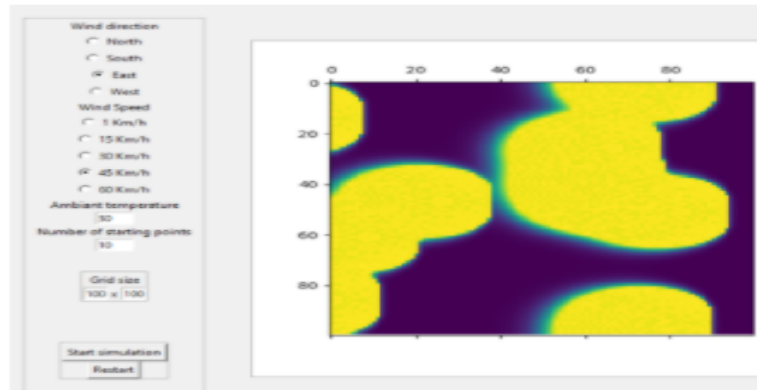 Wind direction
North
South
East
West
Wind Speed
1 Km/h
15 Km/h
30 Km/h
45 Km/h
60 Km/h
Ambiant temperature
30
Number of starting points
10
Grid size
100 x 100
Start simulation
Restart
0 20 40 60 80
0
20
40
60
80